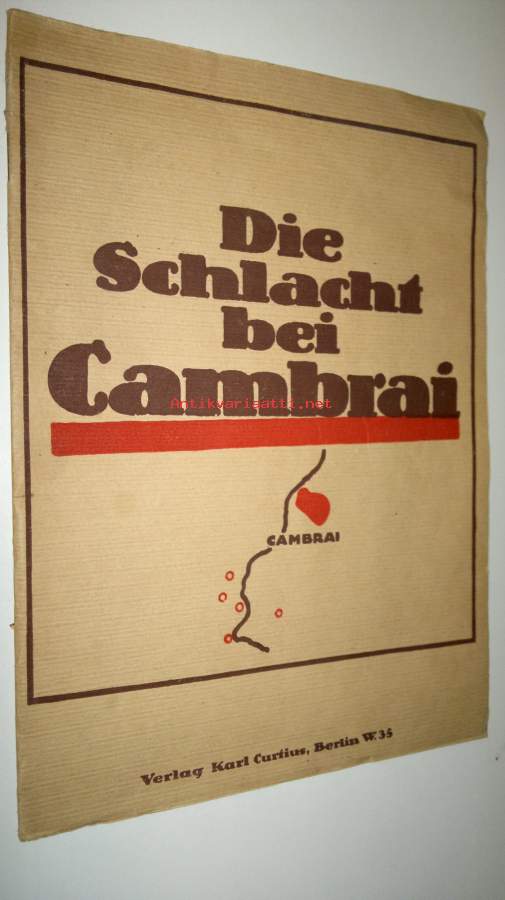 Die
Schlacht
bei
Cambrai
Antikvariaatti.net
CAMBRAI
Verlag Karl Curtius, Berlin W.35